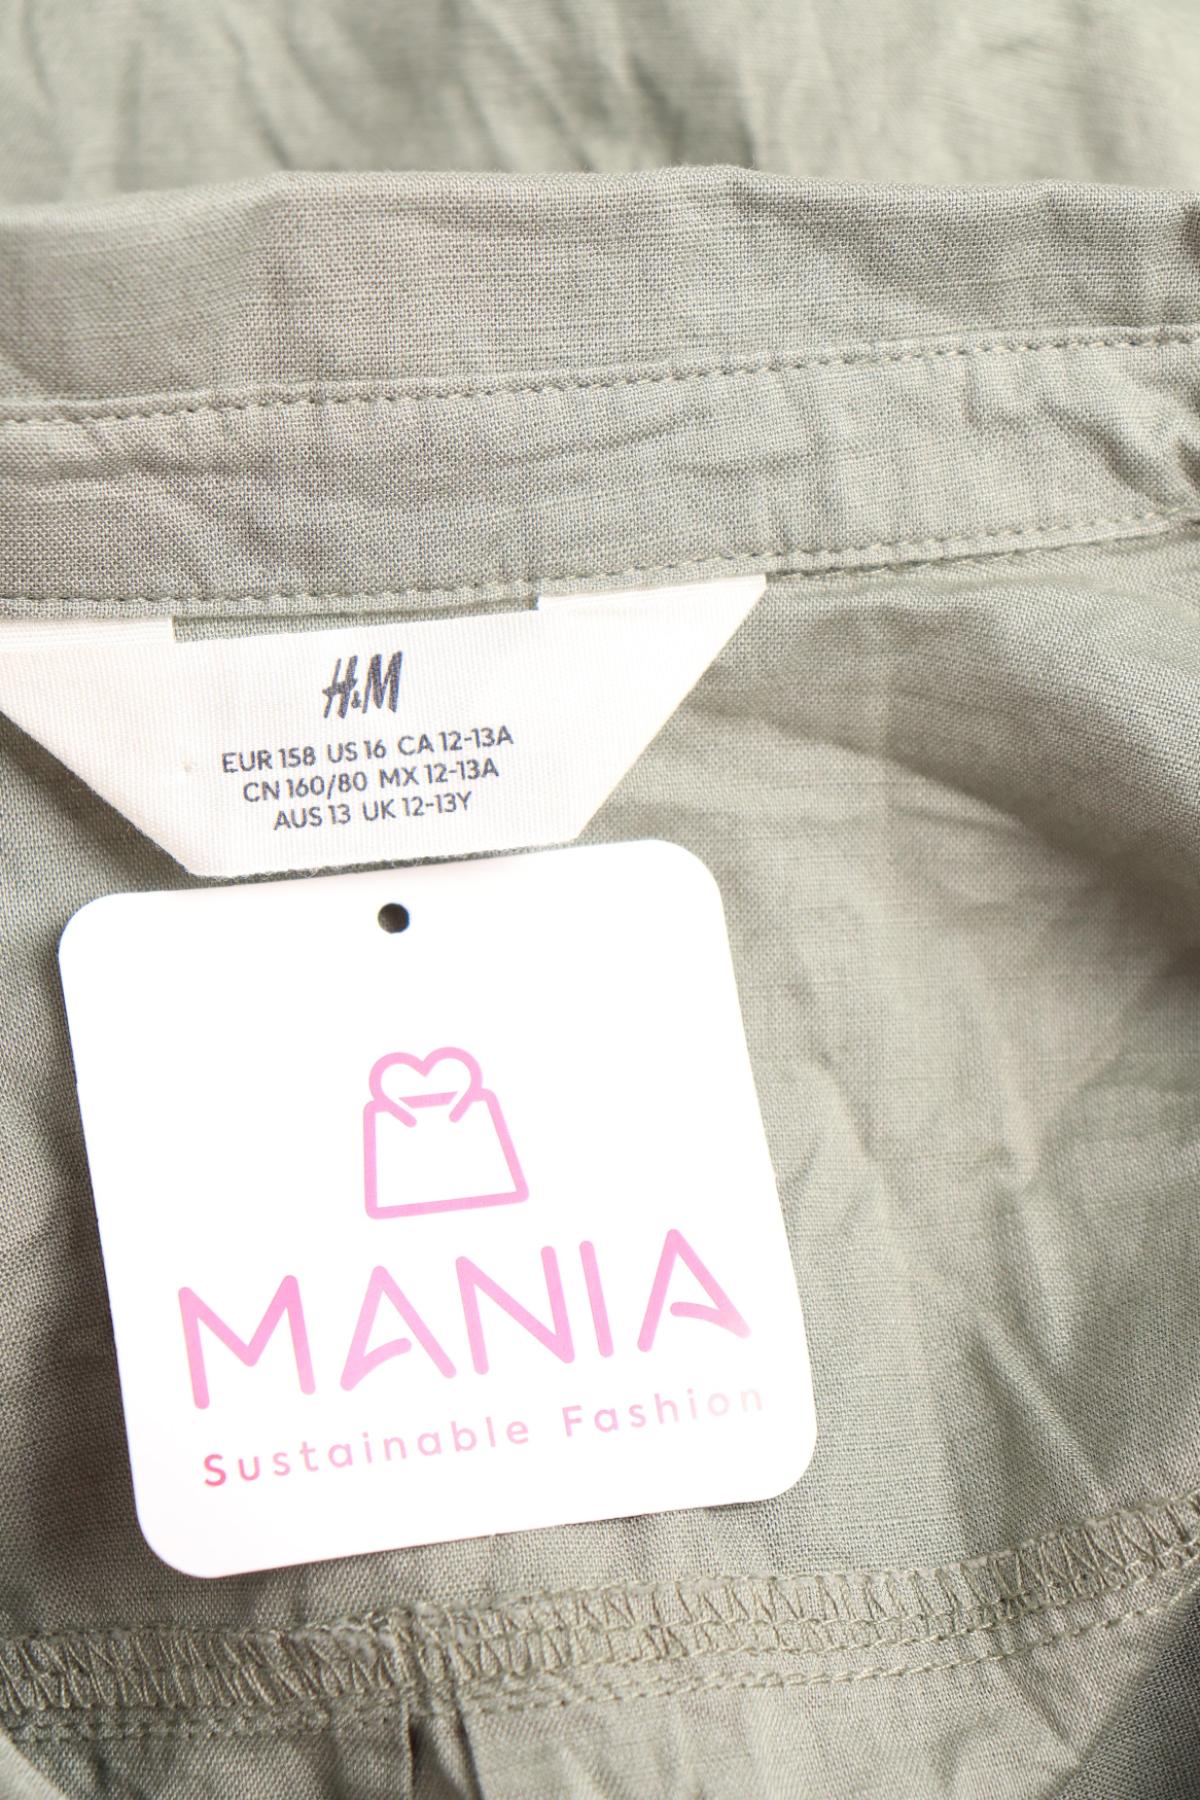 H&M
EUR 158 US 16 CA 12-13A
CN 160/80 MX 12-13A
AUS 13 UK 12-13Y
MANIA
Sustainable Fashion